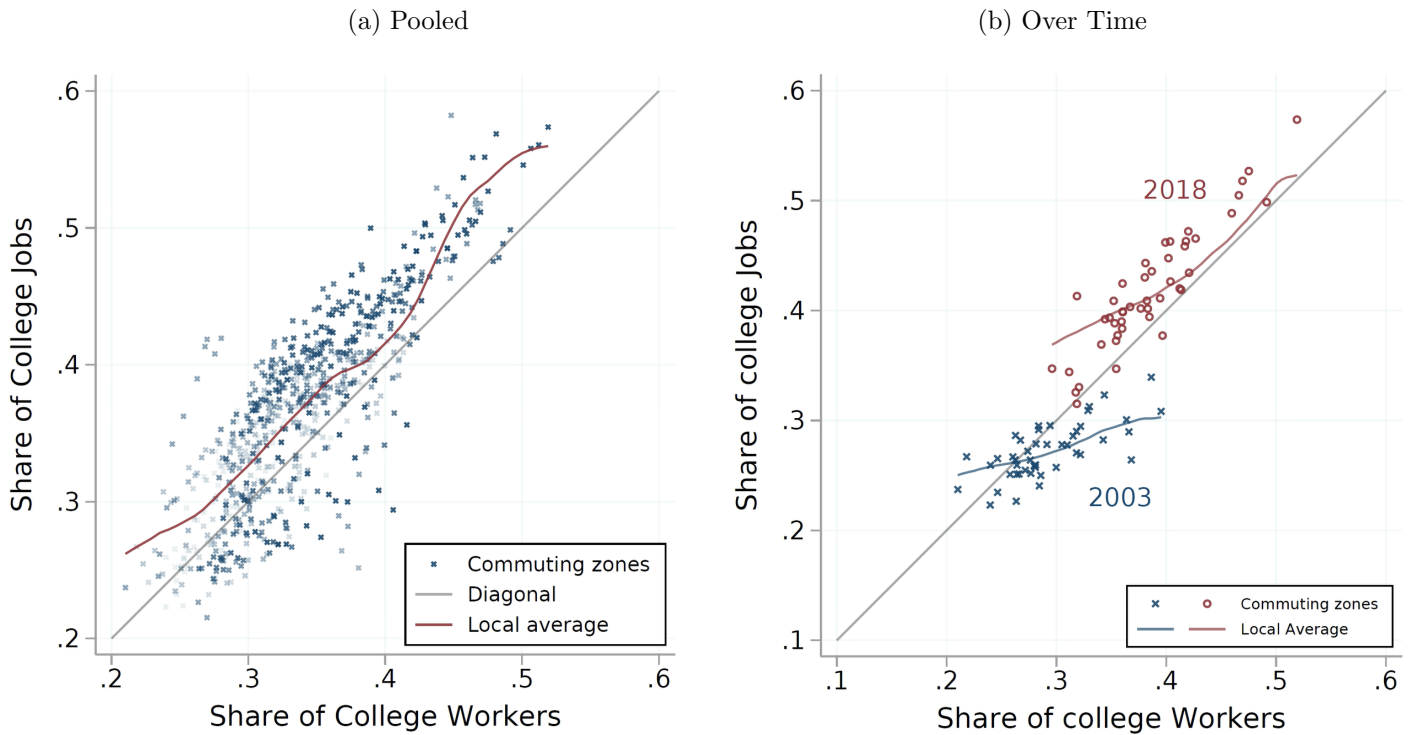 (a) Pooled
.6
.5
.4
.3
.2
.2 .3 .4 .5 .6
Share of College Jobs
Share of College Workers
Commuting zones
Diagonal
Local average
(b) Over Time
.6
.5
.4
.3
.2
.1
.1 .2 .3 .4 .5 .6
Share of college Jobs
Share of college Workers
2018
2003
Commuting zones
Local Average